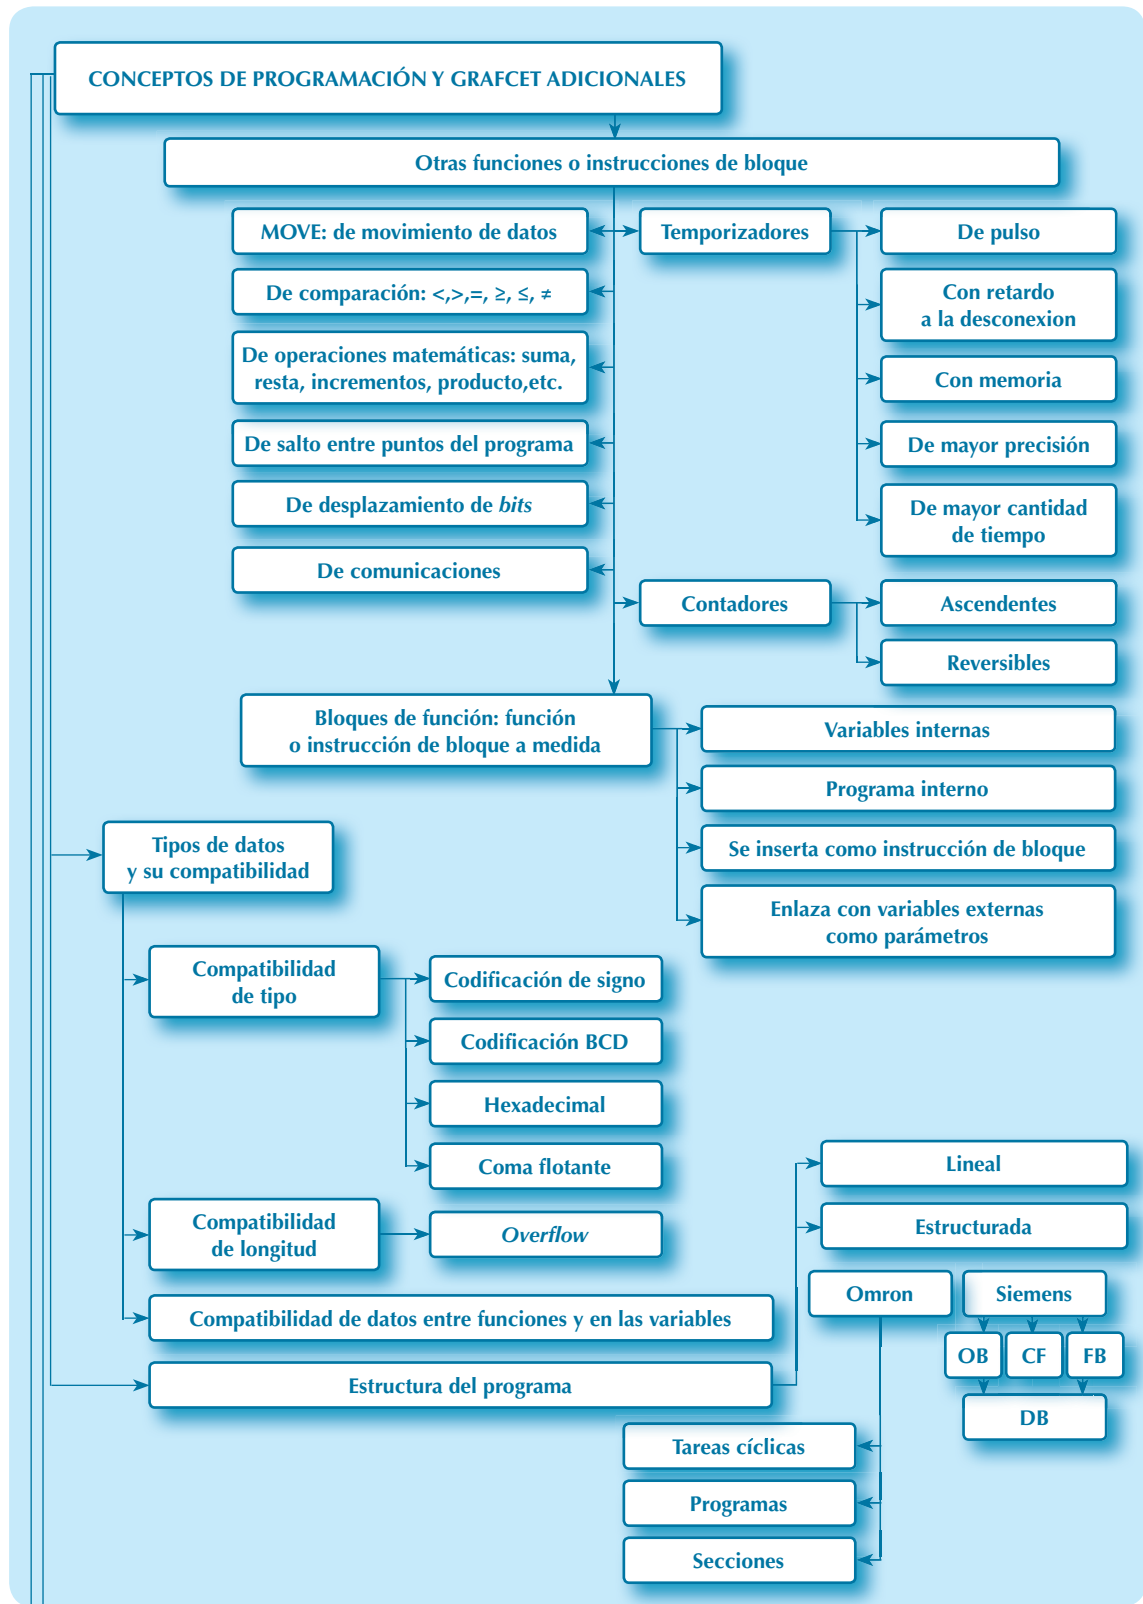 CONCEPTOS DE PROGRAMACIÓN Y GRAFCET ADICIONALES
Otras funciones o instrucciones de bloque
MOVE: de movimiento de datos
De comparación: <,>,=, ≥, ≤, ≠
De operaciones matemáticas: suma,
resta, incrementos, producto,etc.
De salto entre puntos del programa
De desplazamiento de bits
De comunicaciones
Temporizadores
De pulso
Con retardo
a la desconexion
Con memoria
De mayor precisión
De mayor cantidad
de tiempo
Contadores
Ascendentes
Reversibles
Bloques de función: función
o instrucción de bloque a medida
Variables internas
Programa interno
Se inserta como instrucción de bloque
Enlaza con variables externas
como parámetros
Tipos de datos
y su compatibilidad
Compatibilidad
de tipo
Codificación de signo
Codificación BCD
Hexadecimal
Coma flotante
Compatibilidad
de longitud
Overflow
Compatibilidad de datos entre funciones y en las variables
Estructura del programa
Lineal
Estructurada
Omron
Siemens
OB
CF
FB
DB
Tareas cíclicas
Programas
Secciones